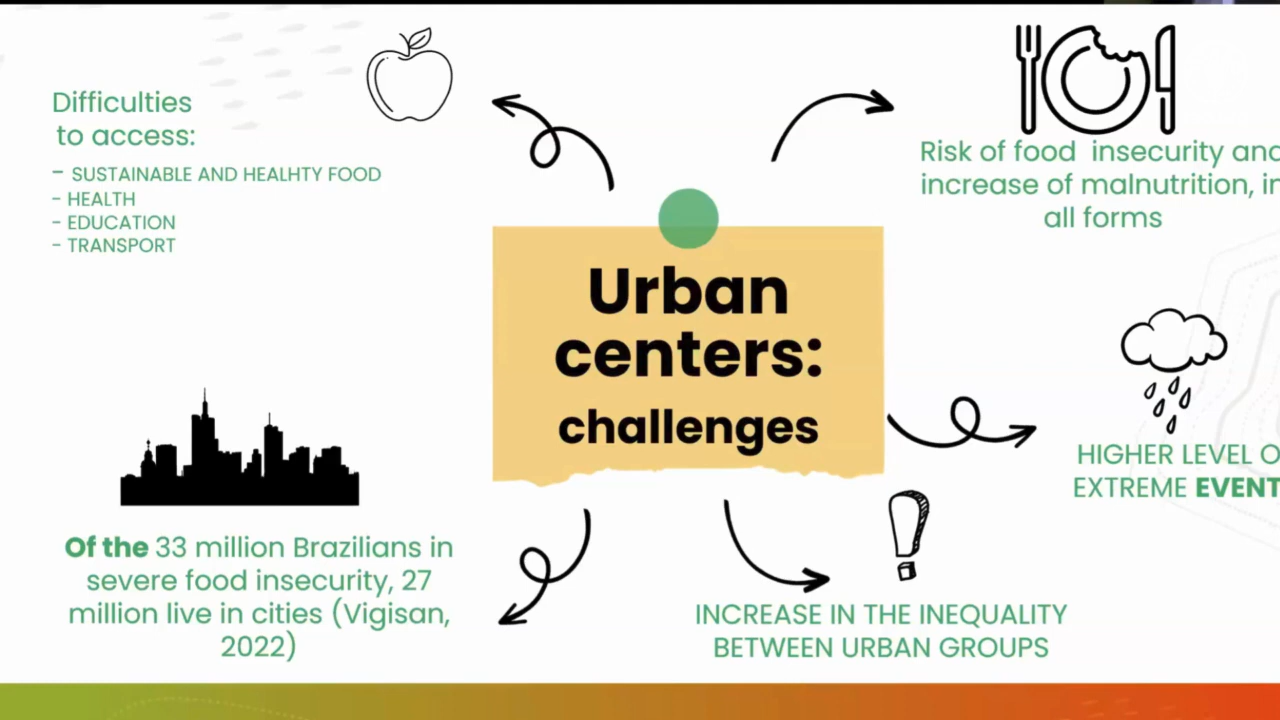 Difficulties
to access:
- SUSTAINABLE AND HEALHTY FOOD
- HEALTH
- EDUCATION
- TRANSPORT
Risk of food insecurity and
increase of malnutrition, in
all forms
Urban
centers:
challenges
HIGHER LEVEL O
EXTREME EVENT
Of the 33 million Brazilians in
severe food insecurity, 27
million live in cities (Vigisan,
2022)
INCREASE IN THE INEQUALITY
BETWEEN URBAN GROUPS